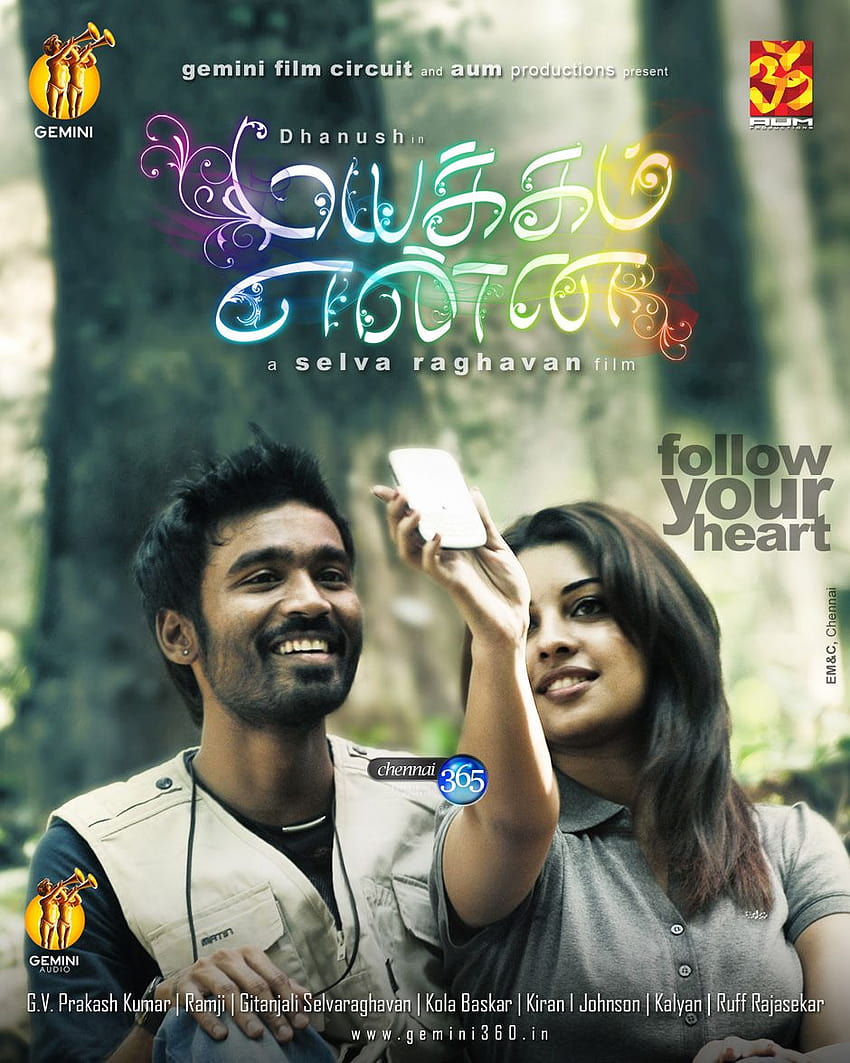 gemini film circuit and aum productions present
GEMINI
AUM
PRODUCTIONS
Dhanush in
மயக்கம்
என்ன
a selva raghavan film
follow
your
heart
EM&C, Chennai
chennai 365
MATIN
GEMINI
AUDIO
G.V. Prakash Kumar | Ramji | Gitanjali Selvaraghavan | Kola Baskar | Kiran I Johnson | Kalyan | Ruff Rajasekar
www.gemini360.in